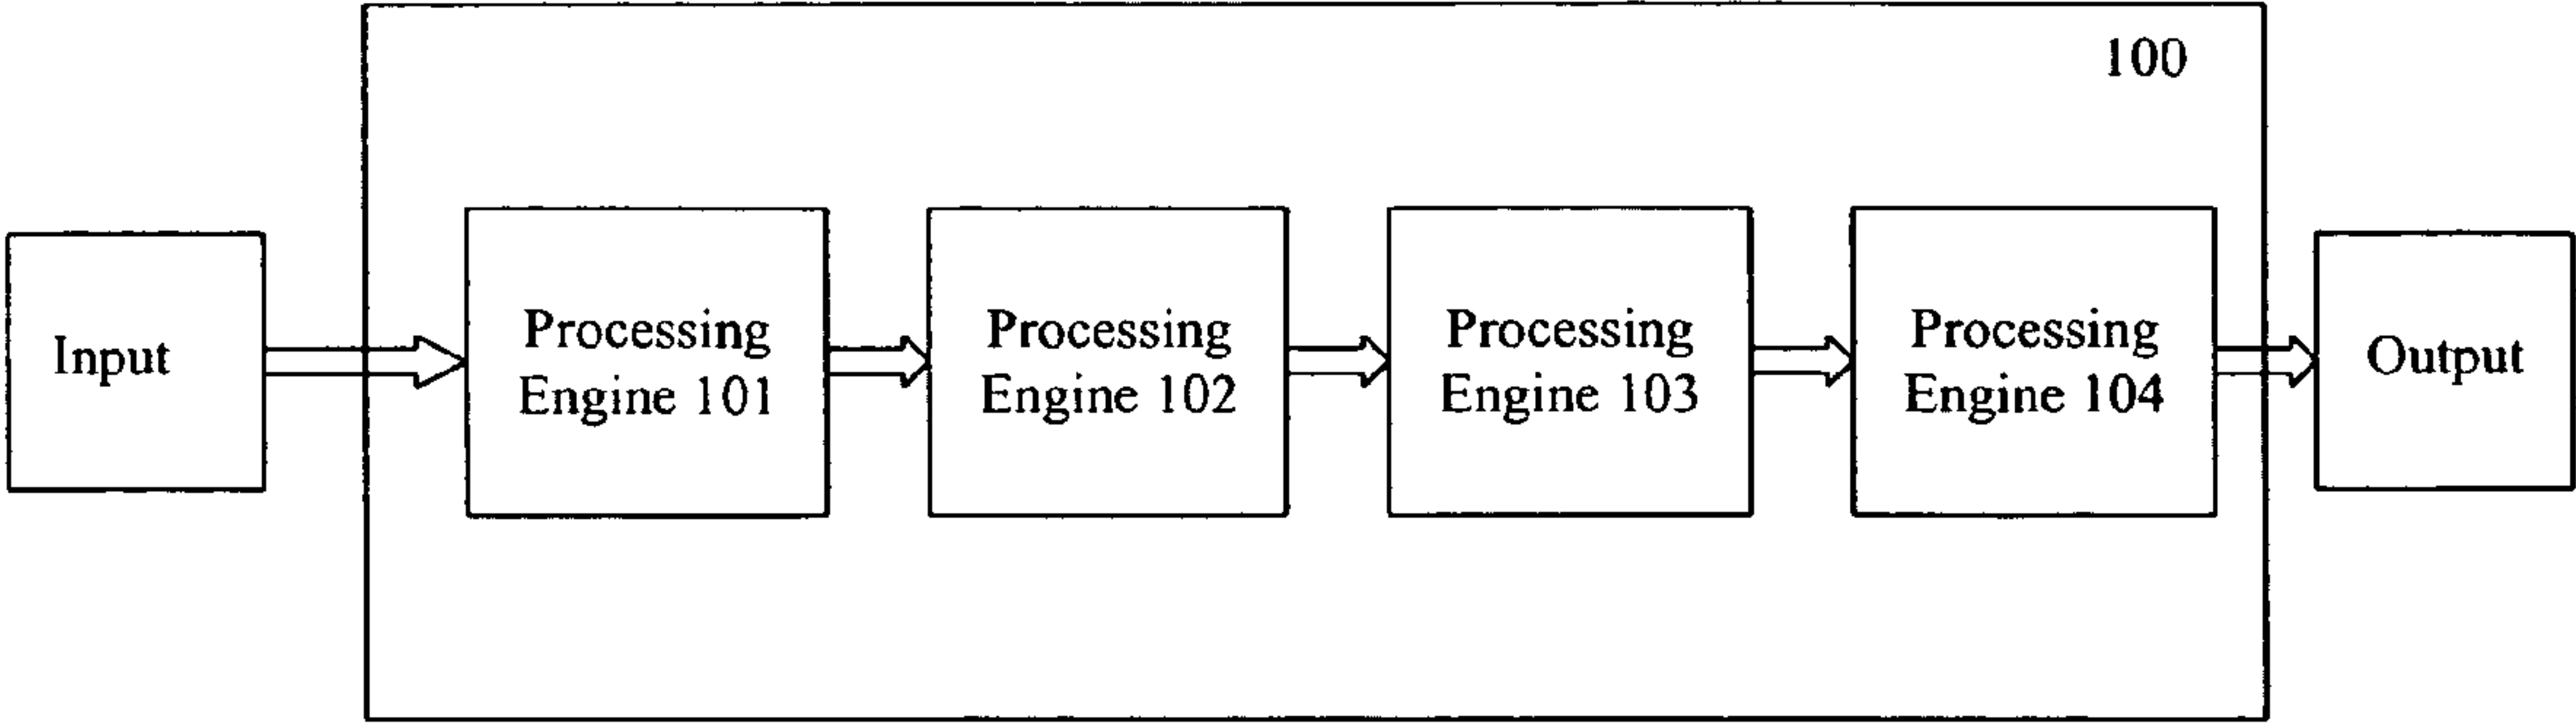 100
Input
Processing
Engine 101
Processing
Engine 102
Processing
Engine 103
Processing
Engine 104
Output